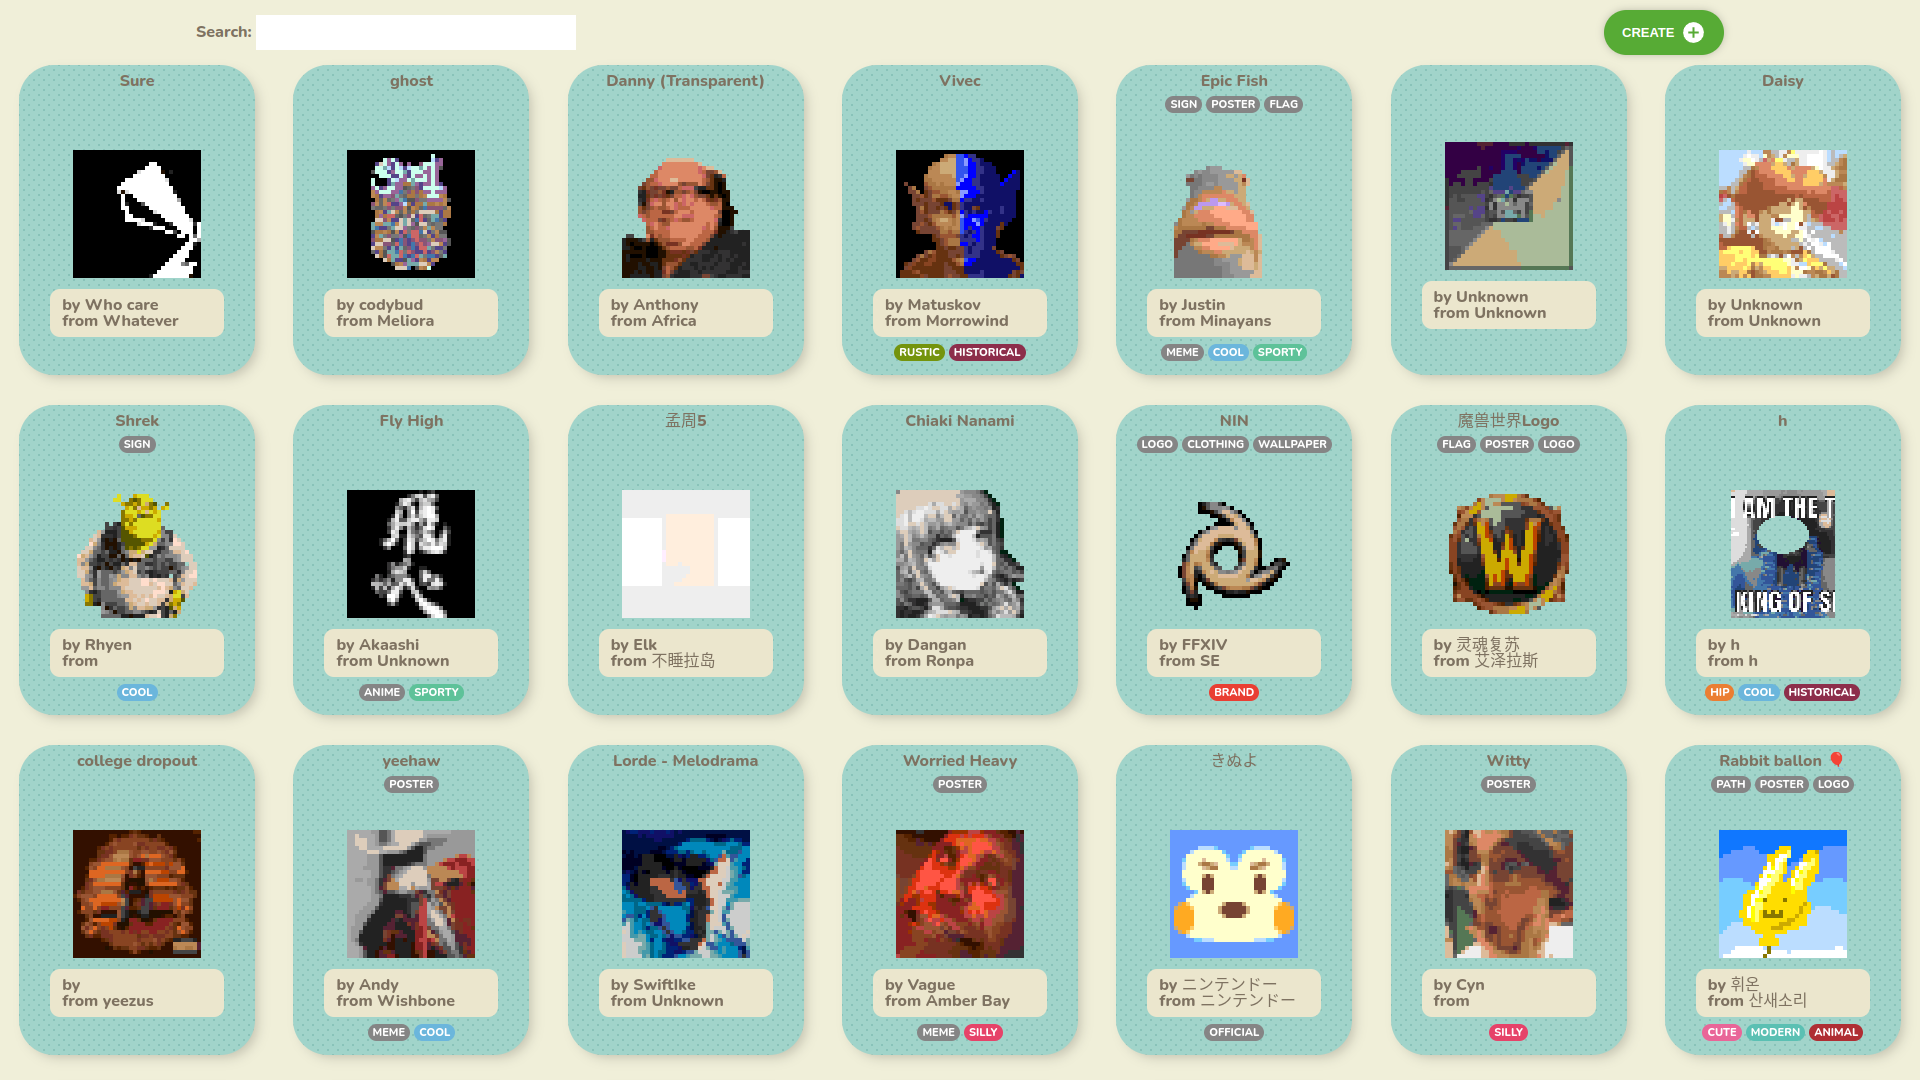 Search:
CREATE
Sure
by Who care
from Whatever
ghost
by codybud
from Meliora
Danny (Transparent)
by Anthony
from Africa
Vivec
by Matuskov
from Morrowind
RUSTIC HISTORICAL
Epic Fish
SIGN POSTER FLAG
by Justin
from Minayans
MEME COOL SPORTY
by Unknown
from Unknown
Daisy
by Unknown
from Unknown
Shrek
SIGN
by Rhyen
from
COOL
Fly High
飛
by Akaashi
from Unknown
ANIME SPORTY
孟周5
by Elk
from 不睡拉岛
Chiaki Nanami
by Dangan
from Ronpa
NIN
LOGO CLOTHING WALLPAPER
by FFXIV
from SE
BRAND
魔兽世界Logo
FLAG POSTER LOGO
W
by 灵魂复苏
from 艾泽拉斯
h
I AM THE T
KING OF S
by h
from h
HIP COOL HISTORICAL
college dropout
by
from yeezus
yeehaw
POSTER
by Andy
from Wishbone
MEME COOL
Lorde - Melodrama
by SwiftIke
from Unknown
Worried Heavy
POSTER
by Vague
from Amber Bay
MEME SILLY
きぬよ
by ニンテンドー
from ニンテンドー
OFFICIAL
Witty
POSTER
by Cyn
from
SILLY
Rabbit ballon 🎈
PATH POSTER LOGO
by 휘온
from 산새소리
CUTE MODERN ANIMAL